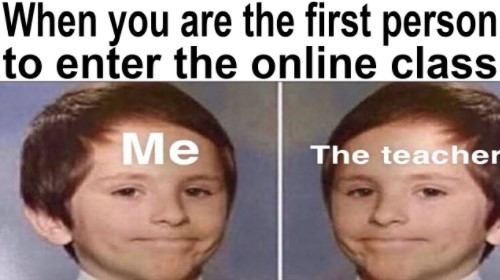 When you are the first person
to enter the online class
Me
The teacher